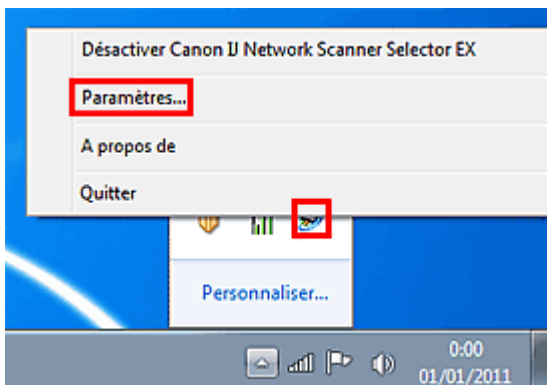 Désactiver Canon IJ Network Scanner Selector EX
Paramètres...
A propos de
Quitter
Personnaliser...
0:00
01/01/2011